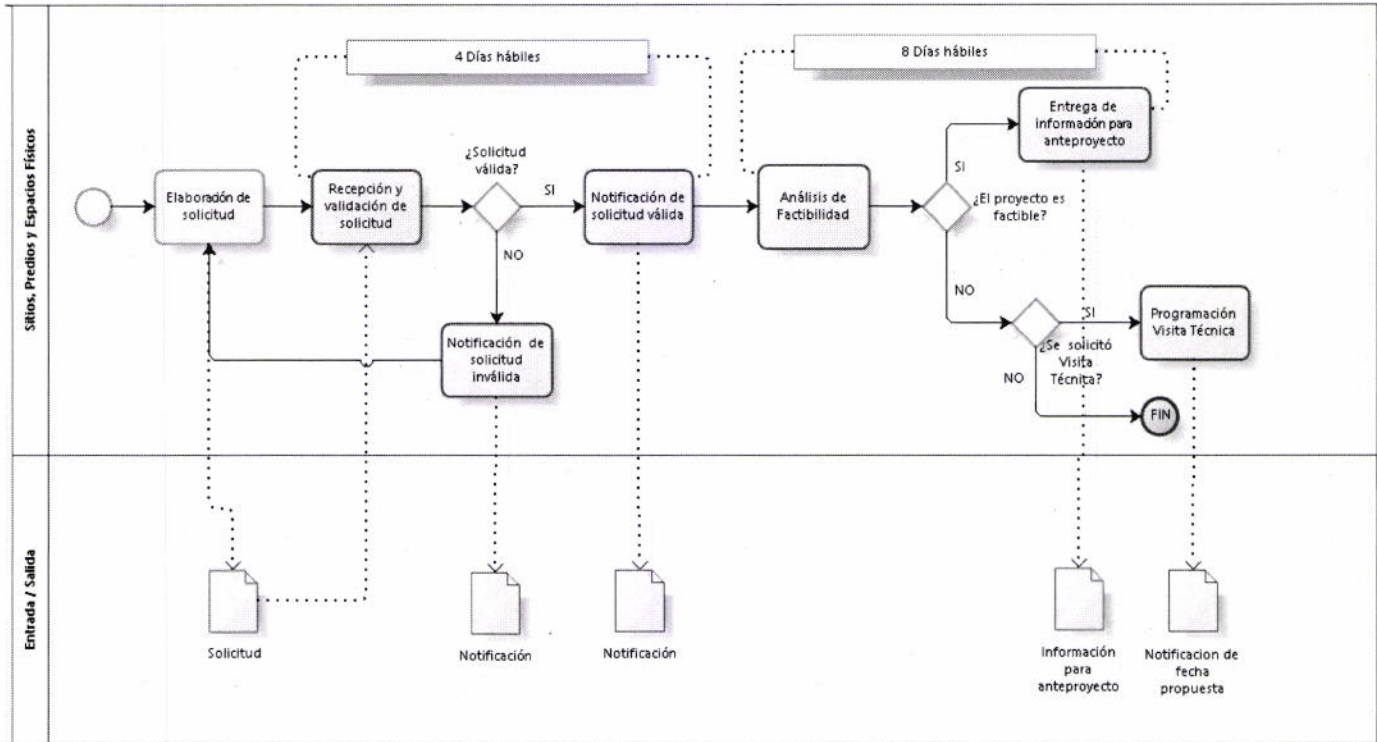 Sitios, Predios y Espacios Físicos
4 Días hábiles
8 Días hábiles
Elaboración de
solicitud
Recepción y
validación de
solicitud
¿Solicitud
válida?
SI
NO
Notificación de
solicitud válida
Notificación de
solicitud
inválida
Análisis de
Factibilidad
¿El proyecto es
factible?
SI
Entrega de
información para
anteproyecto
NO
¿Se solicitó
Visita
Técnica?
SI
Programación
Visita Técnica
NO
FIN
Entrada / Salida
Solicitud
Notificación
Notificación
Información
para
anteproyecto
Notificacion de
fecha
propuesta